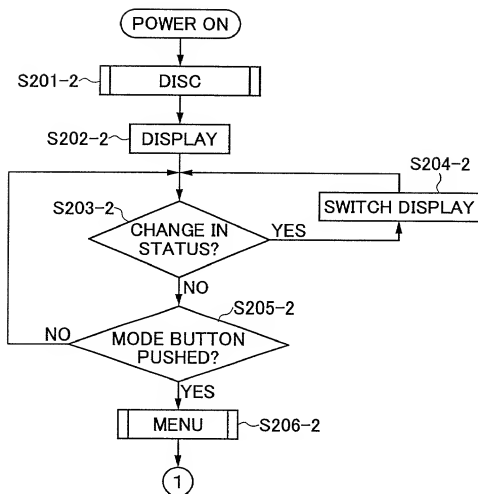 POWER ON
S201-2
DISC
S202-2
DISPLAY
S204-2
SWITCH DISPLAY
S203-2
CHANGE IN
STATUS?
YES
NO
S205-2
NO
MODE BUTTON
PUSHED?
YES
MENU
S206-2
1